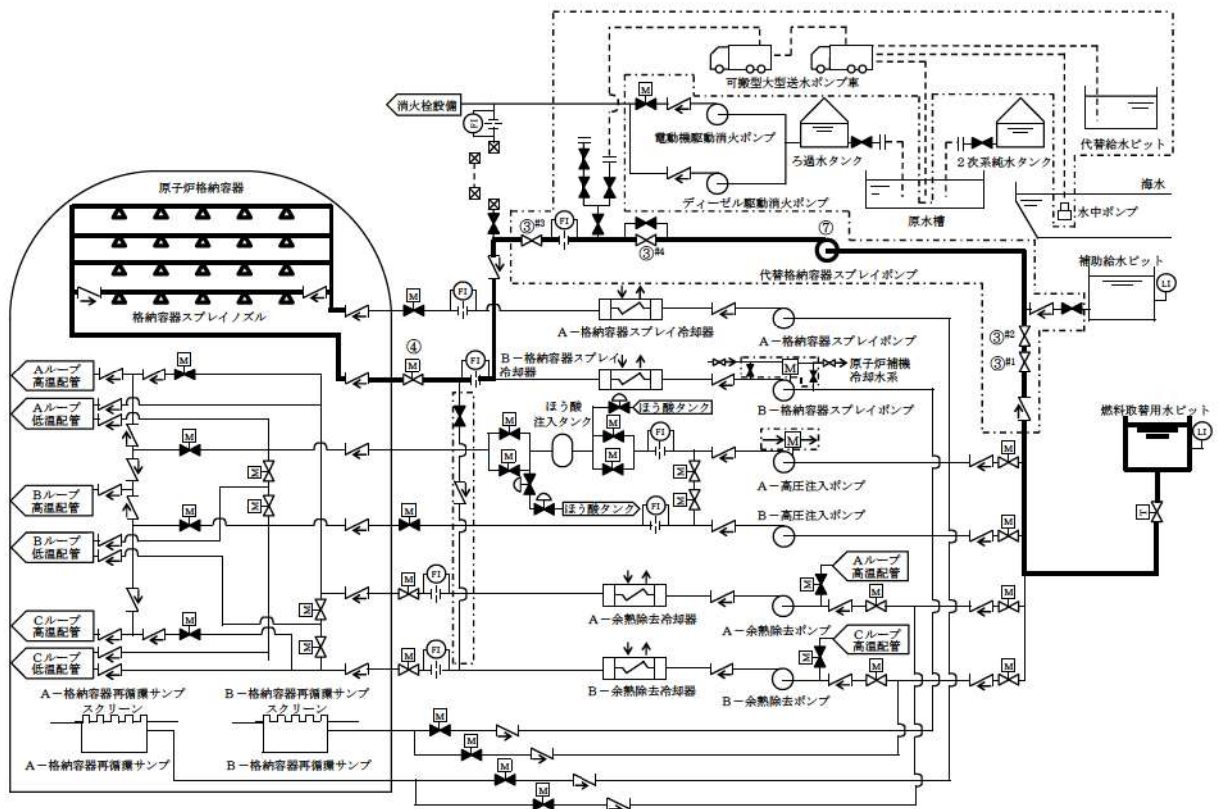 可搬型大型送水ポンプ車
消火栓設備
M
FI
電動機駆動消火ポンプ
ろ過水タンク
2次系純水タンク
代替給水ピット
ディーゼル駆動消火ポンプ
原水槽
海水
水中ポンプ
原子炉格納容器
③#3
FI
③#4
⑦
代替格納容器スプレイポンプ
補助給水ピット
LI
格納容器スプレイノズル
M
FI
A-格納容器スプレイ冷却器
A-格納容器スプレイポンプ
③#2
③#1
④
M
FI
B-格納容器スプレイ
冷却器
M
原子炉補機
冷却水系
B-格納容器スプレイポンプ
燃料取替用水ピット
LI
Aループ
高温配管
M
Aループ
低温配管
ほう酸
注入タンク
ほう酸タンク
M
M
M
M
M
FI
M
M
A-高圧注入ポンプ
M
Bループ
高温配管
M
M
M
M
ほう酸タンク
FI
B-高圧注入ポンプ
M
I
Bループ
低温配管
M
M
Aループ
高温配管
M
FI
M
M
M
A-余熱除去冷却器
A-余熱除去ポンプ
M
Cループ
高温配管
M
Cループ
高温配管
Cループ
低温配管
M
M
FI
M
M
M
B-余熱除去冷却器
B-余熱除去ポンプ
A-格納容器再循環サンプ
スクリーン
B-格納容器再循環サンプ
スクリーン
M
M
A-格納容器再循環サンプ
B-格納容器再循環サンプ
M
M